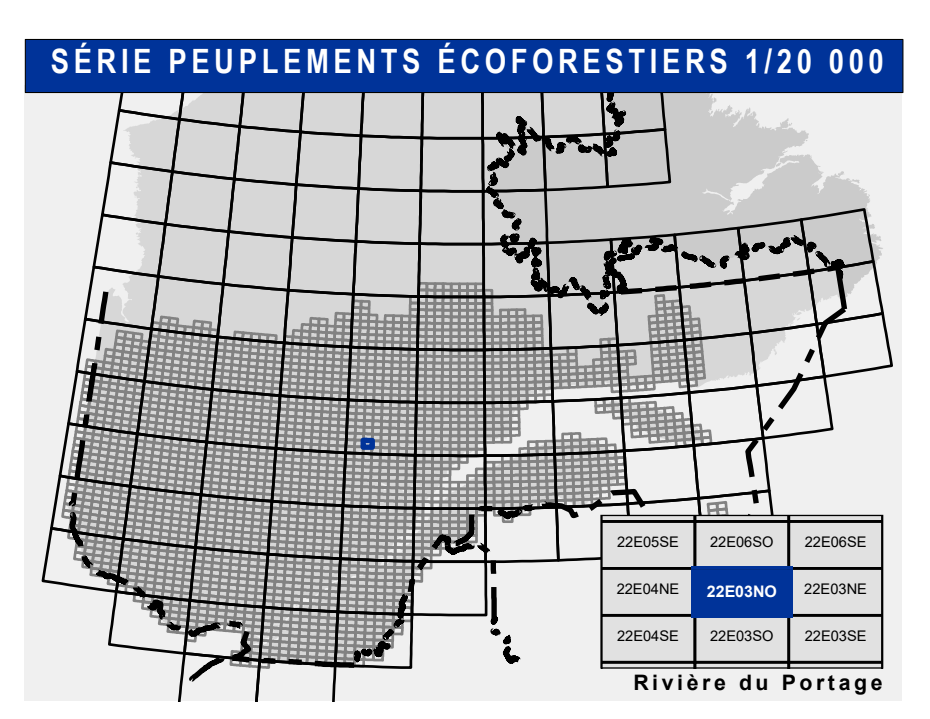 SÉRIE PEUPLEMENTS ÉCOFORESTIERS 1/20 000
22E05SE 22E06SO 22E06SE
22E04NE 22E03NO 22E03NE
22E04SE 22E03SO 22E03SE
Rivière du Portage